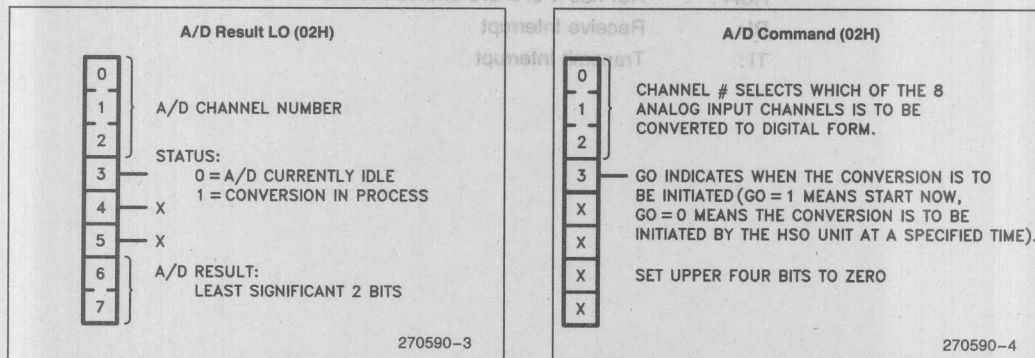 A/D Result LO (02H)
0
1
2
A/D CHANNEL NUMBER
3
STATUS:
0 = A/D CURRENTLY IDLE
1 = CONVERSION IN PROCESS
4
X
5
X
6
7
A/D RESULT:
LEAST SIGNIFICANT 2 BITS
270590–3
A/D Command (02H)
0
1
2
CHANNEL # SELECTS WHICH OF THE 8
ANALOG INPUT CHANNELS IS TO BE
CONVERTED TO DIGITAL FORM.
3
GO INDICATES WHEN THE CONVERSION IS TO
BE INITIATED (GO = 1 MEANS START NOW,
GO = 0 MEANS THE CONVERSION IS TO BE
INITIATED BY THE HSO UNIT AT A SPECIFIED TIME).
X
X
X
X
SET UPPER FOUR BITS TO ZERO
270590–4
Receive Interrupt
TI: Transmit Interrupt